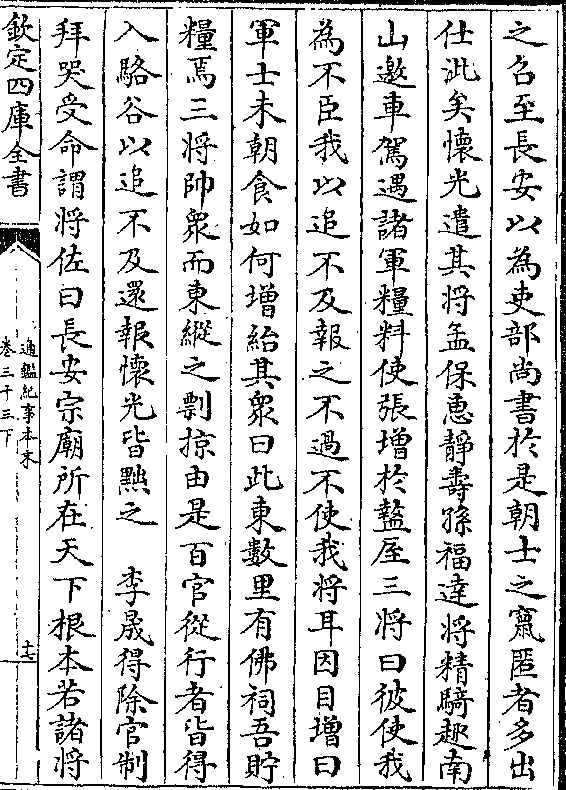 之召至長安以為吏部尚書於是朝士之竄匿者多出
仕泚矣懷光遣其將孟保惠靜壽孫福達將精騎趣南
山邀車駕遇諸軍糧料使張增於盩厔三將曰彼使我
為不臣我以追不及報之不過不使我將耳因目增曰
軍士未朝食如何增紿其衆曰此東數里有佛祠吾貯
糧焉三將帥衆而東縱之剽掠由是百官從行者皆得
入駱谷以追不及還報懷光皆黜之　李晟得除官制
拜哭受命謂將佐曰長安宗廟所在天下根本若諸將
欽定四庫全書
通鑑紀事本末
卷三十三下